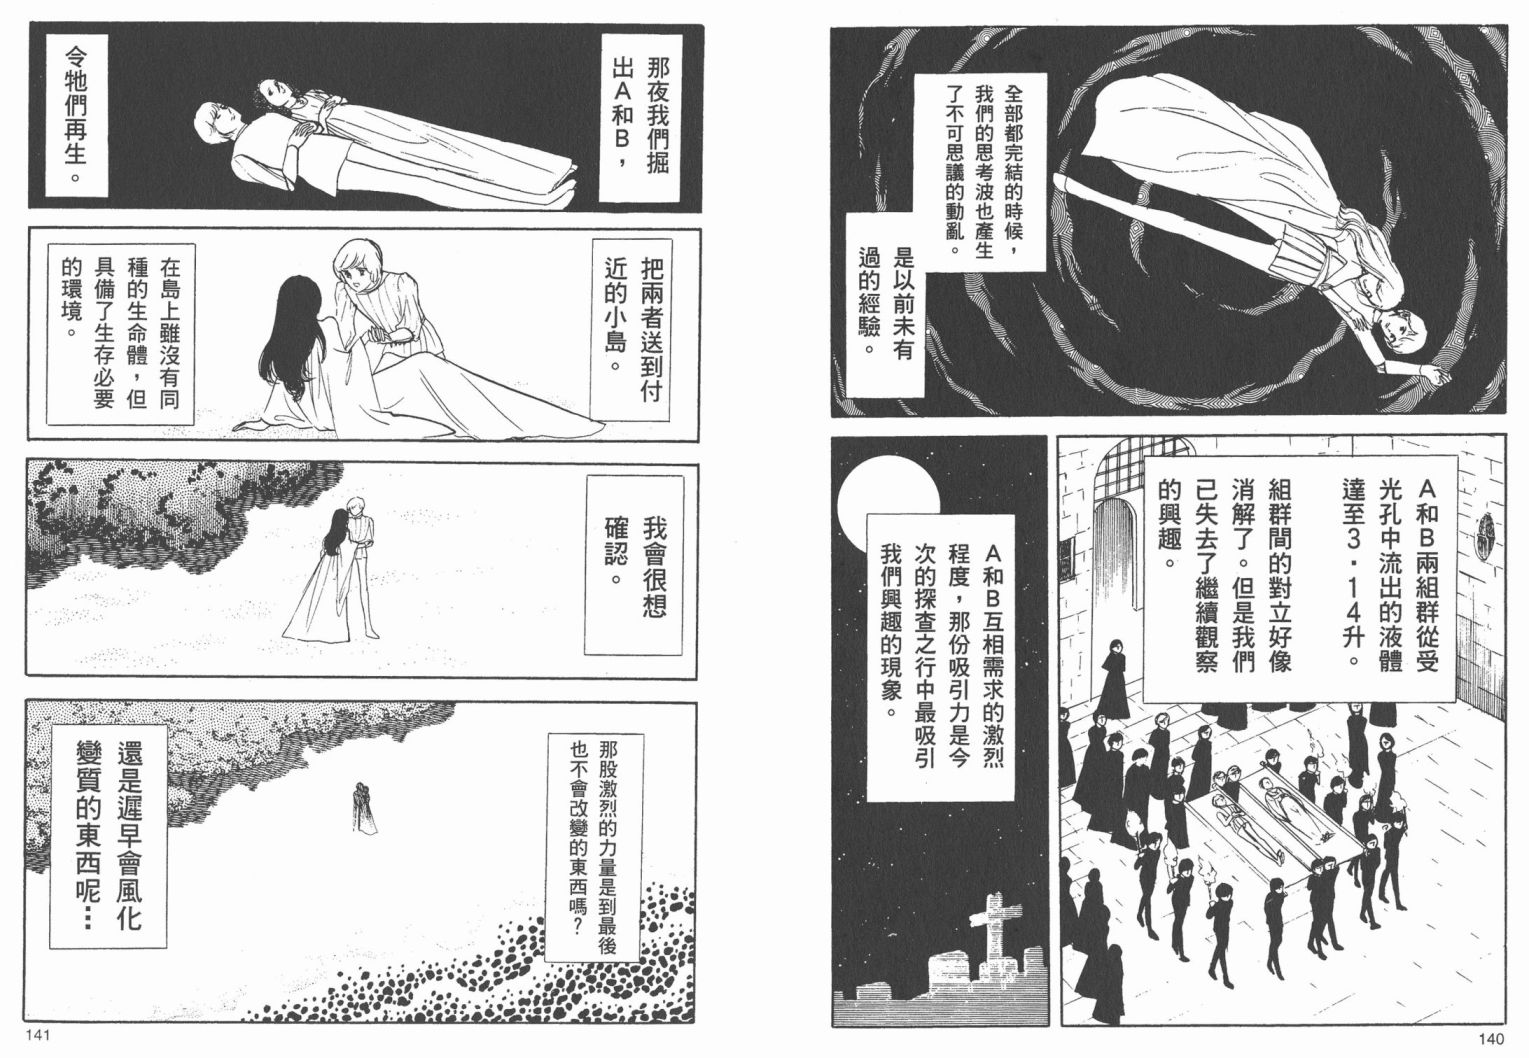 全部都完結的時候，
我們的思考波也產生
了不可思議的動亂。
是以前未有
過的經驗。
Ａ和Ｂ兩組群從受
光孔中流出的液體
達至3．14升。
組群間的對立好像
消解了。但是我們
已失去了繼續觀察
的興趣。
Ａ和Ｂ互相需求的激烈
程度，那份吸引力是今
次的探查之行中最吸引
我們興趣的現象。
140
那夜我們掘
出Ａ和Ｂ，
令牠們再生。
把兩者送到付
近的小島。
在島上雖沒有同
種的生命體，但
具備了生存必要
的環境。
我會很想
確認。
那股激烈的力量是到最後
也不會改變的東西嗎？
還是遲早會風化
變質的東西呢…
141